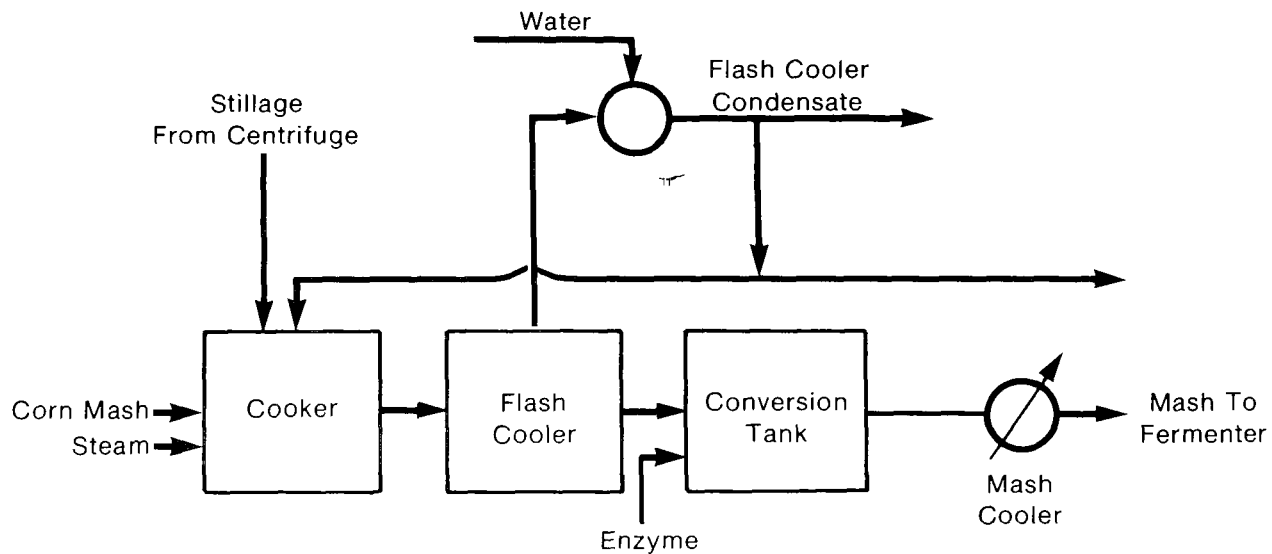 Water
Flash Cooler
Condensate
Stillage
From Centrifuge
Corn Mash
Steam
Cooker
Flash
Cooler
Conversion
Tank
Mash To
Fermenter
Mash
Cooler
Enzyme